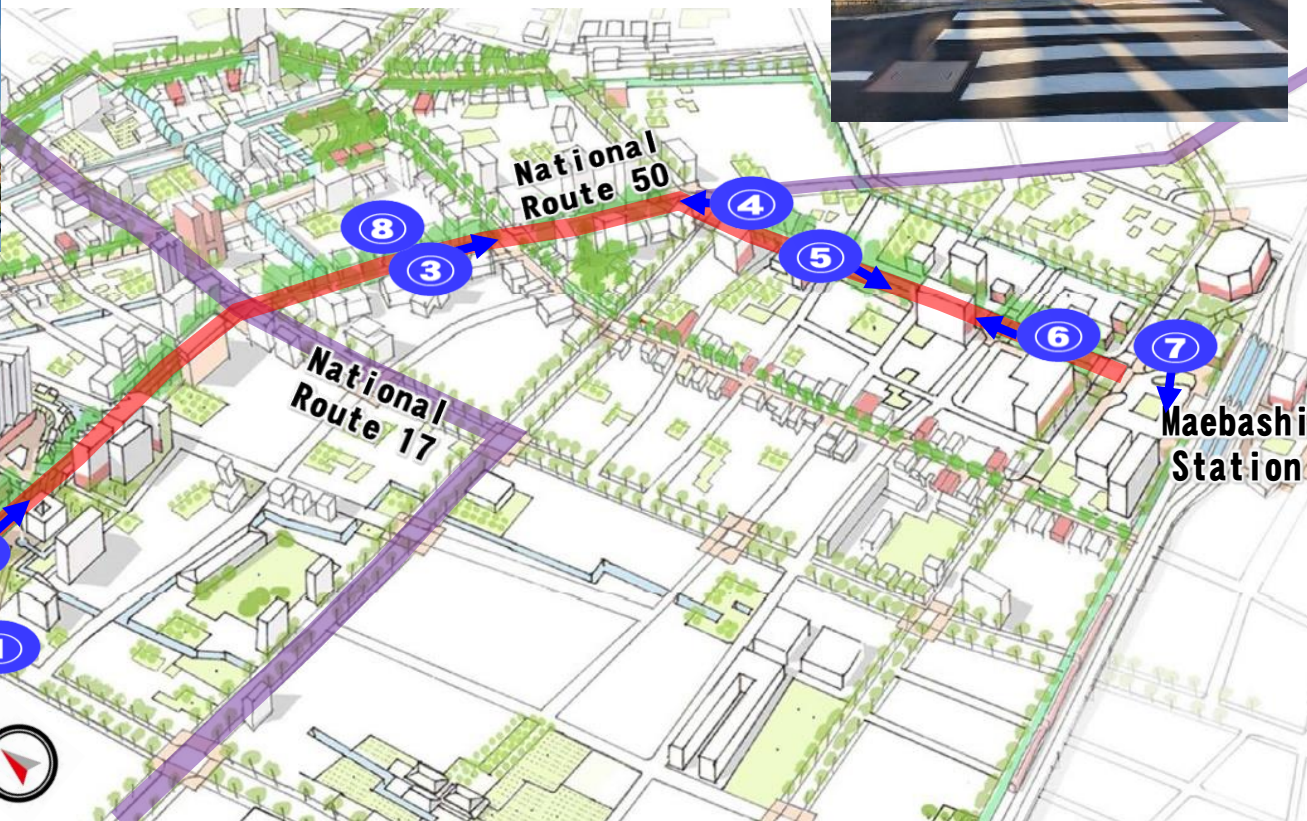 National
Route 50
⑧
③
④
⑤
⑥
⑦
National
Route 17
Maebashi
Station